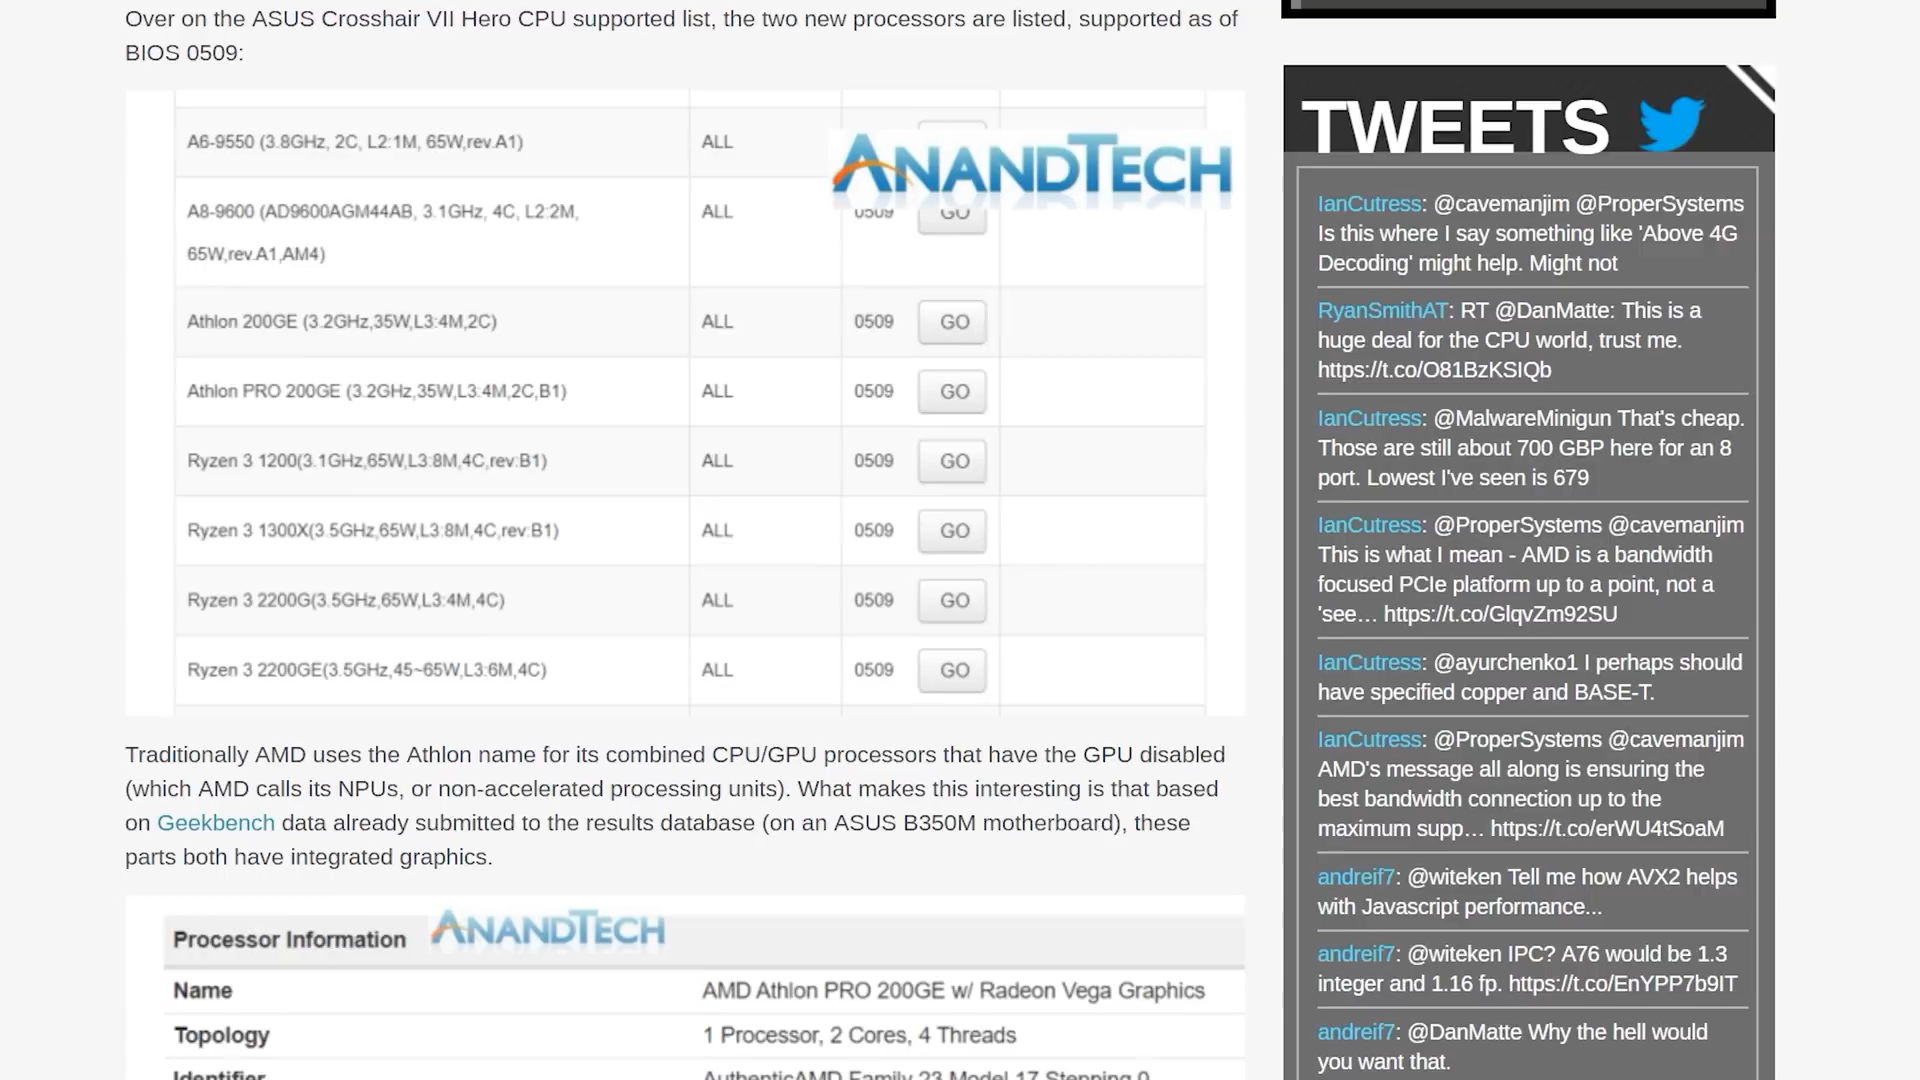 Over on the ASUS Crosshair VII Hero CPU supported list, the two new processors are listed, supported as of
BIOS 0509:
A6-9550 (3.8GHz, 2C, L2:1M, 65W,rev.A1) ALL
ANANDTECH
A8-9600 (AD9600AGM44AB, 3.1GHz, 4C, L2:2M, ALL 0509 GO
65W,rev.A1,AM4)
Athlon 200GE (3.2GHz,35W,L3:4M,2C) ALL 0509 GO
Athlon PRO 200GE (3.2GHz,35W,L3:4M,2C,B1) ALL 0509 GO
Ryzen 3 1200(3.1GHz,65W,L3:8M,4C,rev:B1) ALL 0509 GO
Ryzen 3 1300X(3.5GHz,65W,L3:8M,4C,rev:B1) ALL 0509 GO
Ryzen 3 2200G(3.5GHz,65W,L3:4M,4C) ALL 0509 GO
Ryzen 3 2200GE(3.5GHz,45~65W,L3:6M,4C) ALL 0509 GO
Traditionally AMD uses the Athlon name for its combined CPU/GPU processors that have the GPU disabled
(which AMD calls its NPUs, or non-accelerated processing units). What makes this interesting is that based
on Geekbench data already submitted to the results database (on an ASUS B350M motherboard), these
parts both have integrated graphics.
Processor Information ANANDTECH
Name AMD Athlon PRO 200GE w/ Radeon Vega Graphics
Topology 1 Processor, 2 Cores, 4 Threads
Identifier AuthenticAMD Family 23 Model 17 Stepping 0
TWEETS
IanCutress: @cavemanjim @ProperSystems
Is this where I say something like 'Above 4G
Decoding' might help. Might not
RyanSmithAT: RT @DanMatte: This is a
huge deal for the CPU world, trust me.
https://t.co/O81BzKSIQb
IanCutress: @MalwareMinigun That's cheap.
Those are still about 700 GBP here for an 8
port. Lowest I've seen is 679
IanCutress: @ProperSystems @cavemanjim
This is what I mean - AMD is a bandwidth
focused PCIe platform up to a point, not a
'see… https://t.co/GlqvZm92SU
IanCutress: @ayurchenko1 I perhaps should
have specified copper and BASE-T.
IanCutress: @ProperSystems @cavemanjim
AMD's message all along is ensuring the
best bandwidth connection up to the
maximum supp… https://t.co/erWU4tSoaM
andreif7: @witeken Tell me how AVX2 helps
with Javascript performance...
andreif7: @witeken IPC? A76 would be 1.3
integer and 1.16 fp. https://t.co/EnYPP7b9IT
andreif7: @DanMatte Why the hell would
you want that.